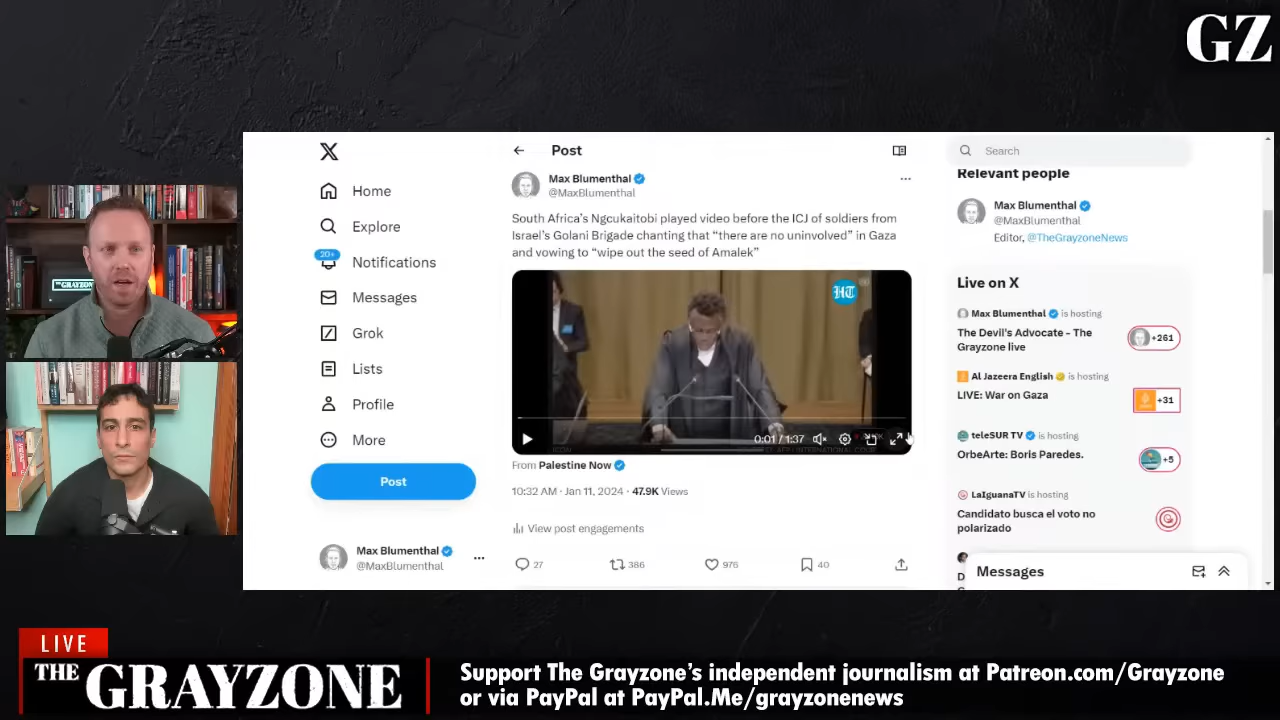 GZ
X
Home
Explore
20+
Notifications
Messages
Grok
Lists
Profile
More
Post
Max Blumenthal
@MaxBlumenthal
Post
Max Blumenthal
@MaxBlumenthal
South Africa's Ngcukaitobi played video before the ICJ of soldiers from
Israel's Golani Brigade chanting that “there are no uninvolved” in Gaza
and vowing to “wipe out the seed of Amalek”
HT
0:01 / 1:37
From Palestine Now
10:32 AM · Jan 11, 2024 · 47.9K Views
View post engagements
27 386 976 40
Search
Relevant people
Max Blumenthal
@MaxBlumenthal
Editor, @TheGrayzoneNews
Live on X
Max Blumenthal is hosting
The Devil's Advocate - The
Grayzone live
+261
Al Jazeera English is hosting
LIVE: War on Gaza
+31
teleSUR TV is hosting
OrbeArte: Boris Paredes.
+5
LaIguanaTV is hosting
Candidato busca el voto no
polarizado
D
Messages
THE GRAYZONE
LIVE
THE GRAYZONE
Support The Grayzone's independent journalism at Patreon.com/Grayzone
or via PayPal at PayPal.Me/grayzonenews